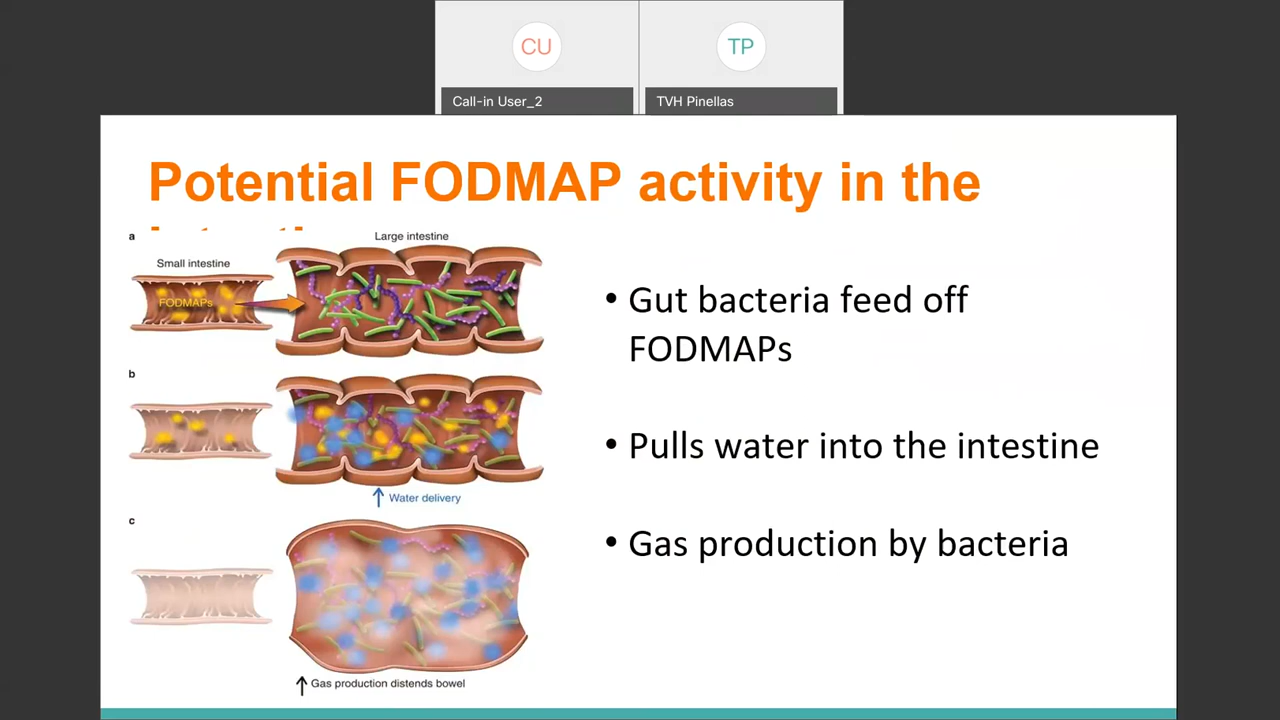 CU
TP
Call-in User_2
TVH Pinellas
Potential FODMAP activity in the
a
Large intestine
Small intestine
FODMAPs
b
↑ Water delivery
c
↑ Gas production distends bowel
• Gut bacteria feed off
FODMAPs
• Pulls water into the intestine
• Gas production by bacteria